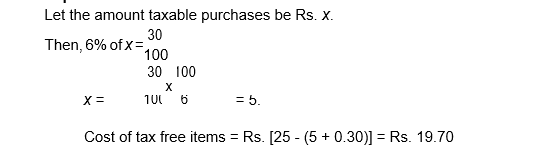 Let the amount taxable purchases be Rs. x.
30
Then, 6% of x=
100
30 100
x
x = 10 6 = 5.
Cost of tax free items = Rs. [25 - (5 + 0.30)] = Rs. 19.70